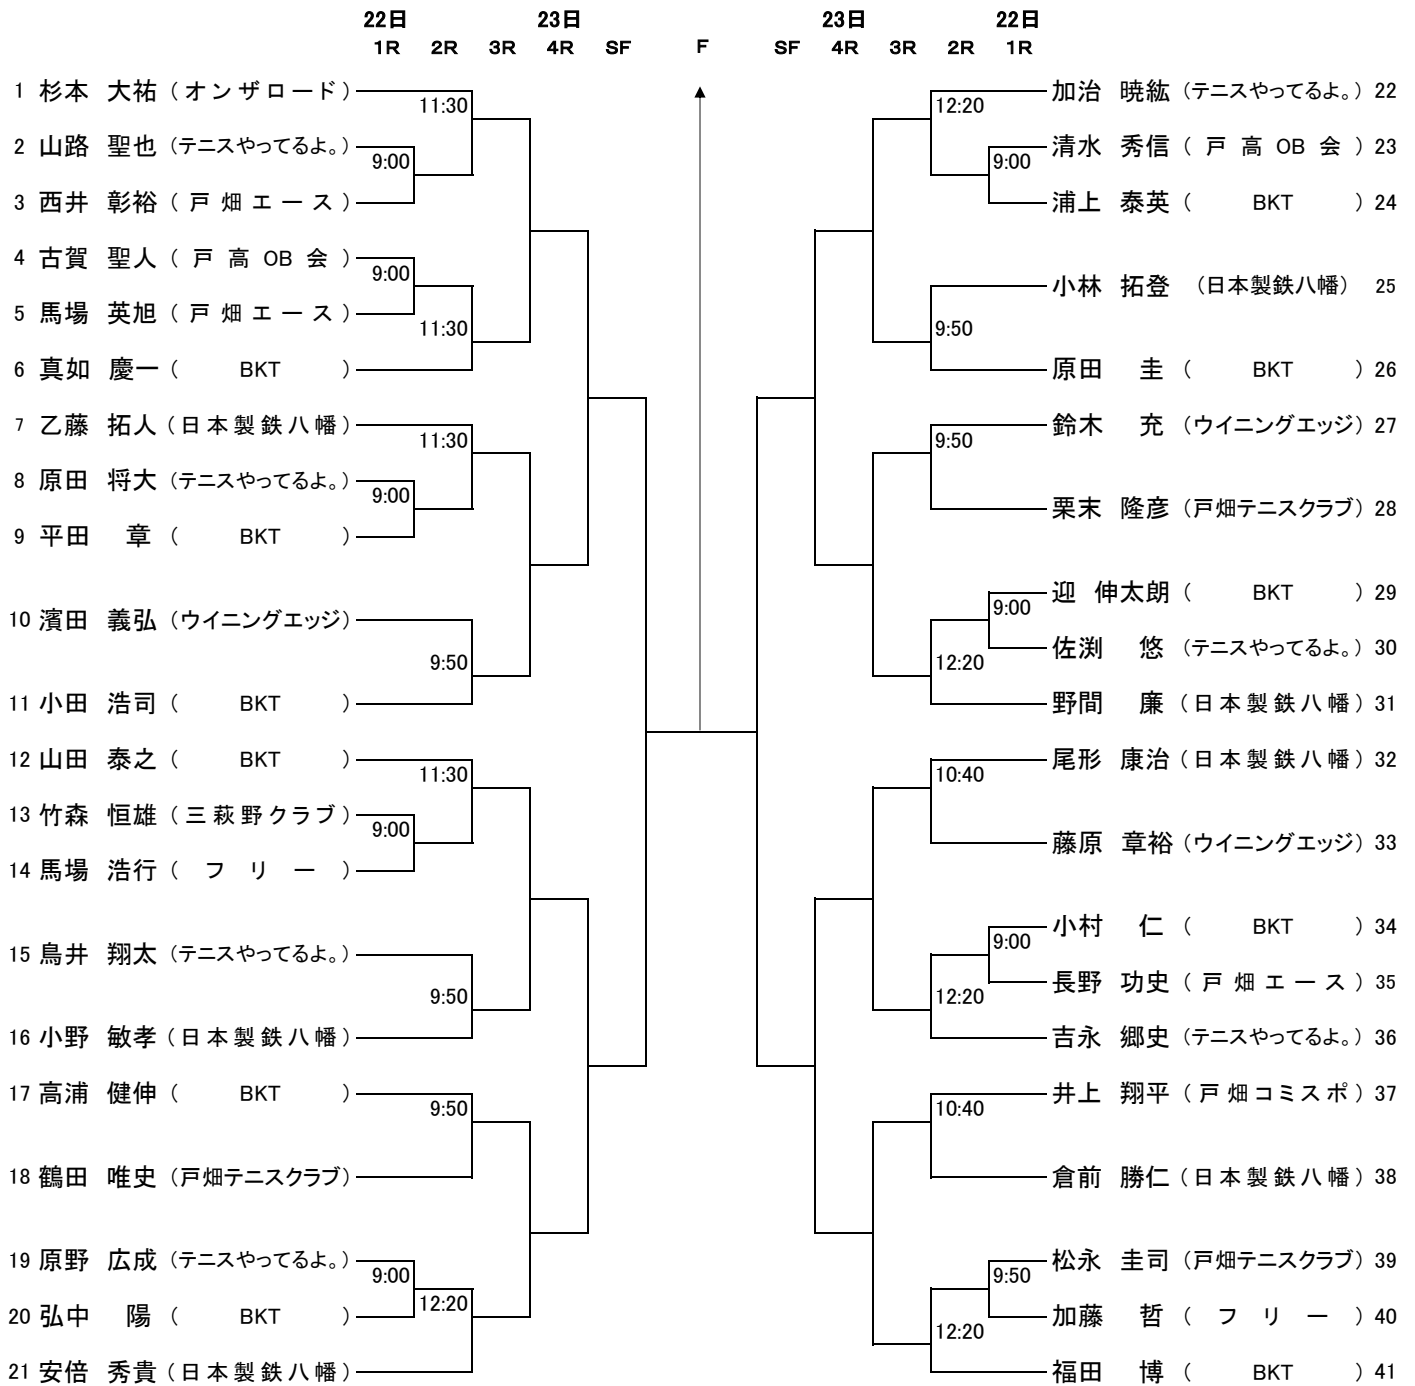 22日 23日 23日 22日
1R 2R 3R 4R SF F SF 4R 3R 2R 1R
1 杉本 大祐 (オンザロード)
11:30
2 山路 聖也 (テニスやってるよ。)
9:00
3 西井 彰裕 (戸畑エース)
4 古賀 聖人 (戸高OB会)
9:00
5 馬場 英旭 (戸畑エース)
11:30
6 真如 慶一 (BKT)
7 乙藤 拓人 (日本製鉄八幡)
11:30
8 原田 将大 (テニスやってるよ。)
9:00
9 平田 章 (BKT)
10 濱田 義弘 (ウイニングエッジ)
9:50
11 小田 浩司 (BKT)
12 山田 泰之 (BKT)
11:30
13 竹森 恒雄 (三萩野クラブ)
9:00
14 馬場 浩行 (フリー)
15 鳥井 翔太 (テニスやってるよ。)
9:50
16 小野 敏孝 (日本製鉄八幡)
17 高浦 健伸 (BKT)
9:50
18 鶴田 唯史 (戸畑テニスクラブ)
19 原野 広成 (テニスやってるよ。)
9:00
20 弘中 陽 (BKT)
12:20
21 安倍 秀貴 (日本製鉄八幡)
加治 暁紘 (テニスやってるよ。) 22
12:20
清水 秀信 (戸高OB会) 23
9:00
浦上 泰英 (BKT) 24
小林 拓登 (日本製鉄八幡) 25
9:50
原田 圭 (BKT) 26
鈴木 充 (ウイニングエッジ) 27
9:50
栗末 隆彦 (戸畑テニスクラブ) 28
迎 伸太朗 (BKT) 29
9:00
佐渕 悠 (テニスやってるよ。) 30
12:20
野間 廉 (日本製鉄八幡) 31
尾形 康治 (日本製鉄八幡) 32
10:40
藤原 章裕 (ウイニングエッジ) 33
小村 仁 (BKT) 34
9:00
長野 功史 (戸畑エース) 35
12:20
吉永 郷史 (テニスやってるよ。) 36
井上 翔平 (戸畑コミスポ) 37
10:40
倉前 勝仁 (日本製鉄八幡) 38
松永 圭司 (戸畑テニスクラブ) 39
9:50
加藤 哲 (フリー) 40
12:20
福田 博 (BKT) 41